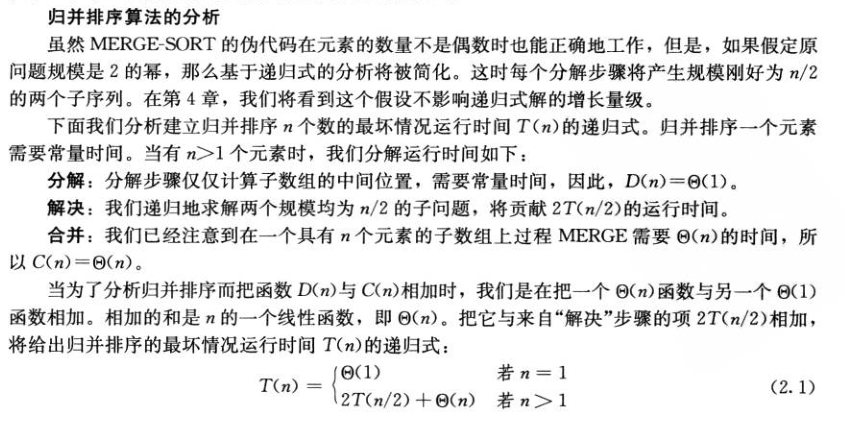 归并排序算法的分析
虽然 MERGE-SORT 的伪代码在元素的数量不是偶数时也能正确地工作，但是，如果假定原
问题规模是 2 的幂，那么基于递归式的分析将被简化。这时每个分解步骤将产生规模刚好为 n/2
的两个子序列。在第 4 章，我们将看到这个假设不影响递归式解的增长量级。
下面我们分析建立归并排序 n 个数的最坏情况运行时间 T(n)的递归式。归并排序一个元素
需要常量时间。当有 n>1 个元素时，我们分解运行时间如下：
分解：分解步骤仅仅计算子数组的中间位置，需要常量时间，因此，D(n)=Θ(1)。
解决：我们递归地求解两个规模均为 n/2 的子问题，将贡献 2T(n/2)的运行时间。
合并：我们已经注意到在一个具有 n 个元素的子数组上过程 MERGE 需要 Θ(n)的时间，所
以 C(n)=Θ(n)。
当为了分析归并排序而把函数 D(n)与 C(n)相加时，我们是在把一个 Θ(n)函数与另一个 Θ(1)
函数相加。相加的和是 n 的一个线性函数，即 Θ(n)。把它与来自“解决”步骤的项 2T(n/2)相加，
将给出归并排序的最坏情况运行时间 T(n)的递归式：
Θ(1) 若 n = 1
T(n) = { (2.1)
2T(n/2) + Θ(n) 若 n > 1